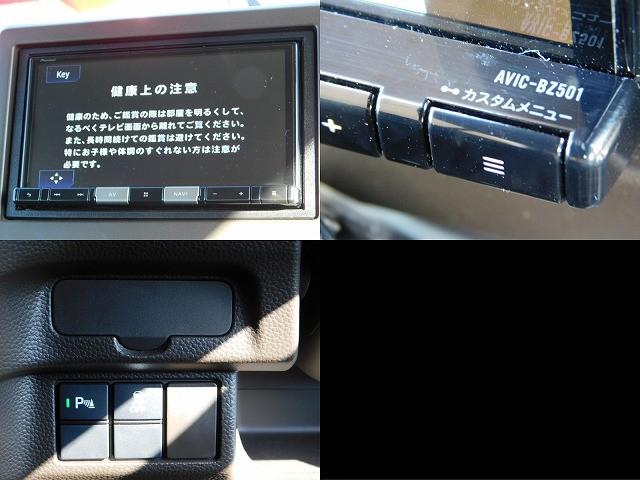 Pioneer
Key
健康上の注意
健康のため、ご鑑賞の際は部屋を明るくして、
なるべくテレビ画面から離れてご覧ください。
また、長時間続けての鑑賞は避けてください。
特にお子様や体調のすぐれない方は注意が
必要です。
AV
NAVI
AVIC-BZ501
カスタムメニュー
P
OFF